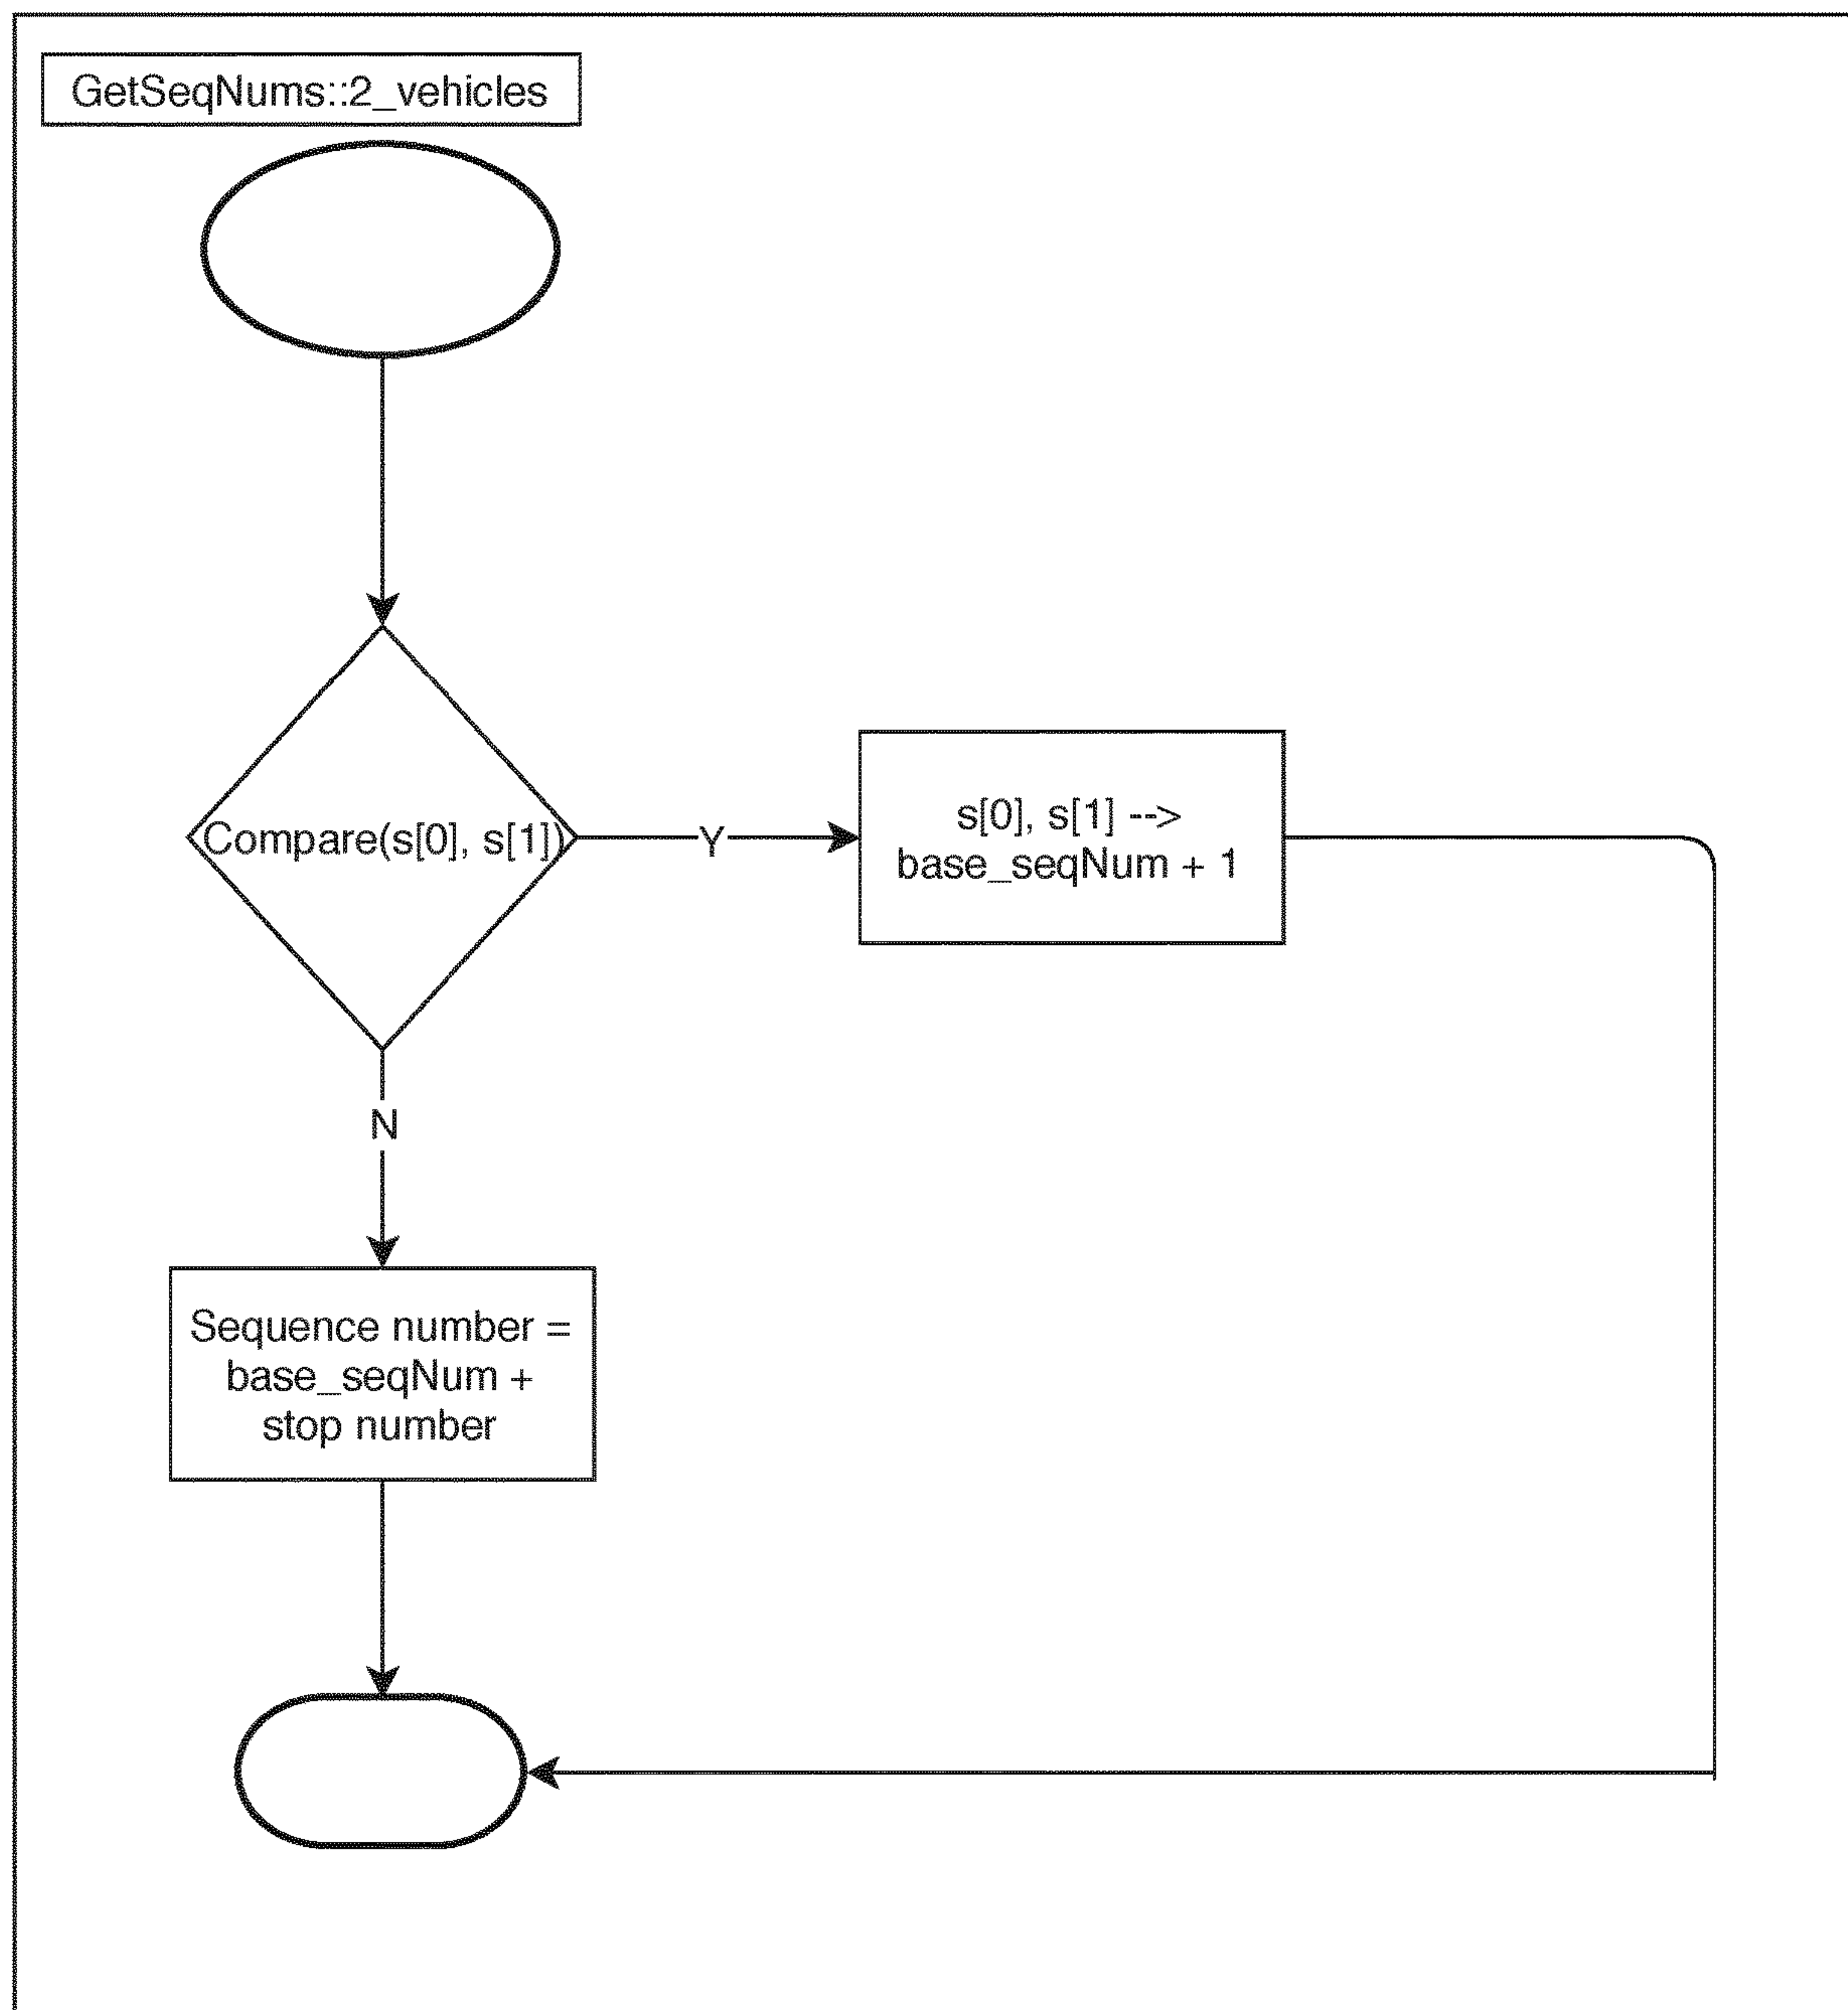 GetSeqNums::2_vehicles
Compare(s[0], s[1])
Y
s[0], s[1] -->
base_seqNum + 1
N
Sequence number =
base_seqNum +
stop number